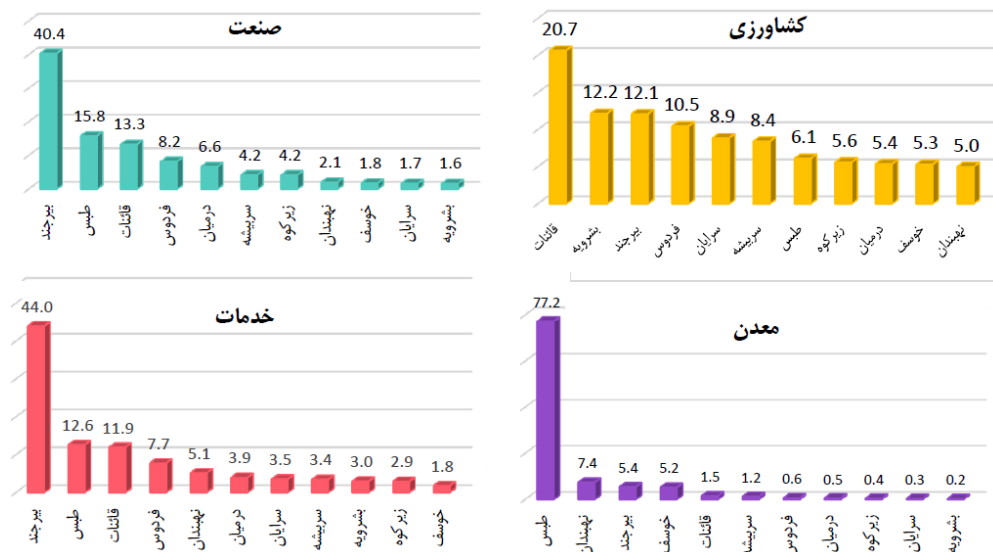 صنعت
40.4
15.8
13.3
8.2
6.6
4.2
4.2
2.1
1.8
1.7
1.6
بیرجند
طبس
قائنات
فردوس
درمیان
سربیشه
زیرکوه
نهبندان
خوسف
سرایان
بشرویه
کشاورزی
20.7
12.2
12.1
10.5
8.9
8.4
6.1
5.6
5.4
5.3
5.0
قائنات
بشرویه
بیرجند
فردوس
سرایان
سربیشه
طبس
زیرکوه
درمیان
خوسف
نهبندان
خدمات
44.0
12.6
11.9
7.7
5.1
3.9
3.5
3.4
3.0
2.9
1.8
بیرجند
طبس
قائنات
فردوس
نهبندان
درمیان
سرایان
سربیشه
بشرویه
زیرکوه
خوسف
معدن
77.2
7.4
5.4
5.2
1.5
1.2
0.6
0.5
0.4
0.3
0.2
طبس
نهبندان
بیرجند
خوسف
قائنات
سربیشه
فردوس
درمیان
زیرکوه
سرایان
بشرویه